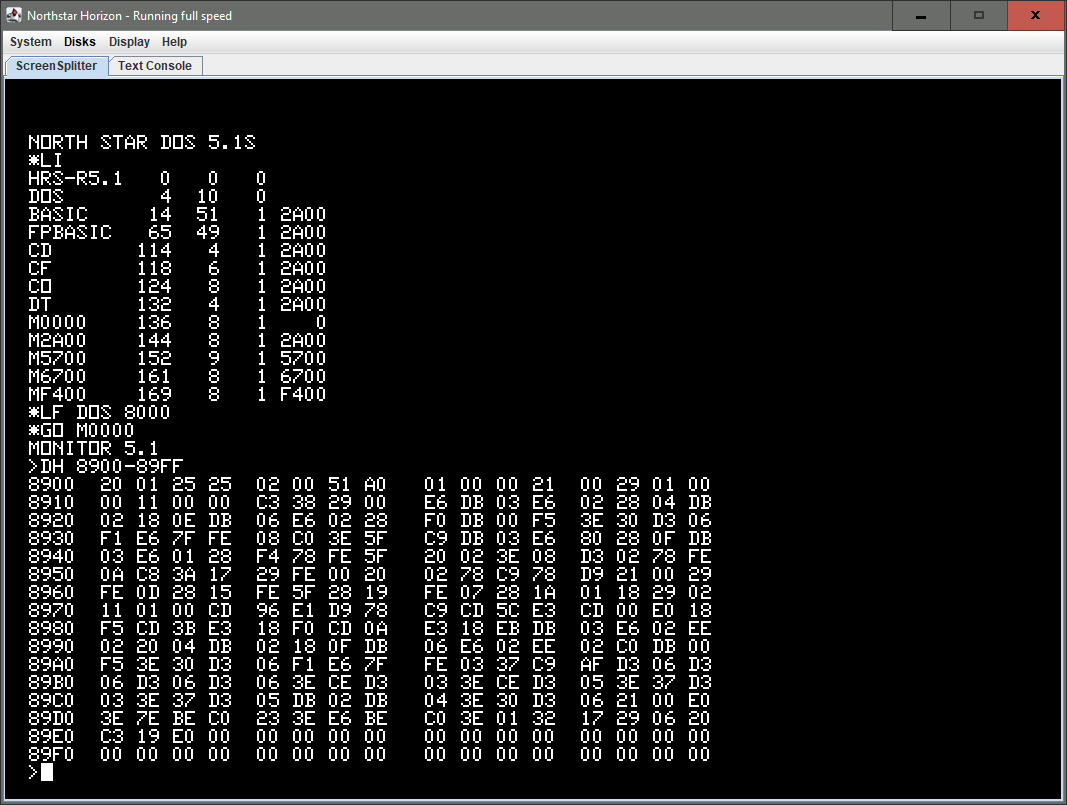 Northstar Horizon - Running full speed
System Disks Display Help
ScreenSplitter Text Console
NORTH STAR DOS 5.1S
*LI
HRS-R5.1 0 0 0
DOS 4 10 0
BASIC 14 51 1 2A00
FPBASIC 65 49 1 2A00
CD 114 4 1 2A00
CF 118 6 1 2A00
CO 124 8 1 2A00
DT 132 4 1 2A00
M0000 136 8 1 0
M2A00 144 8 1 2A00
M5700 152 9 1 5700
M6700 161 8 1 6700
MF400 169 8 1 F400
*LF DOS 8000
*GO M0000
MONITOR 5.1
>DH 8900-89FF
8900 20 01 25 25 02 00 51 A0 01 00 00 21 00 29 01 00
8910 00 11 00 00 C3 38 29 00 E6 DB 03 E6 02 28 04 DB
8920 02 18 0E DB 06 E6 02 28 F0 DB 00 F5 3E 30 D3 06
8930 F1 E6 7F FE 08 C0 3E 5F C9 DB 03 E6 80 28 0F DB
8940 03 E6 01 28 F4 78 FE 5F 20 02 3E 08 D3 02 78 FE
8950 0A C8 3A 17 29 FE 00 20 02 78 C9 78 D9 21 00 29
8960 FE 0D 28 15 FE 5F 28 19 FE 07 28 1A 01 18 29 02
8970 11 01 00 CD 96 E1 D9 78 C9 CD 5C E3 CD 00 E0 18
8980 F5 CD 3B E3 18 F0 CD 0A E3 18 EB DB 03 E6 02 EE
8990 02 20 04 DB 02 18 0F DB 06 E6 02 EE 02 C0 DB 00
89A0 F5 3E 30 D3 06 F1 E6 7F FE 03 37 C9 AF D3 06 D3
89B0 06 D3 06 D3 06 3E CE D3 03 3E CE D3 05 3E 37 D3
89C0 03 3E 37 D3 05 DB 02 DB 04 3E 30 D3 06 21 00 E0
89D0 3E 7E BE C0 23 3E E6 BE C0 3E 01 32 17 29 06 20
89E0 C3 19 E0 00 00 00 00 00 00 00 00 00 00 00 00 00
89F0 00 00 00 00 00 00 00 00 00 00 00 00 00 00 00 00
>